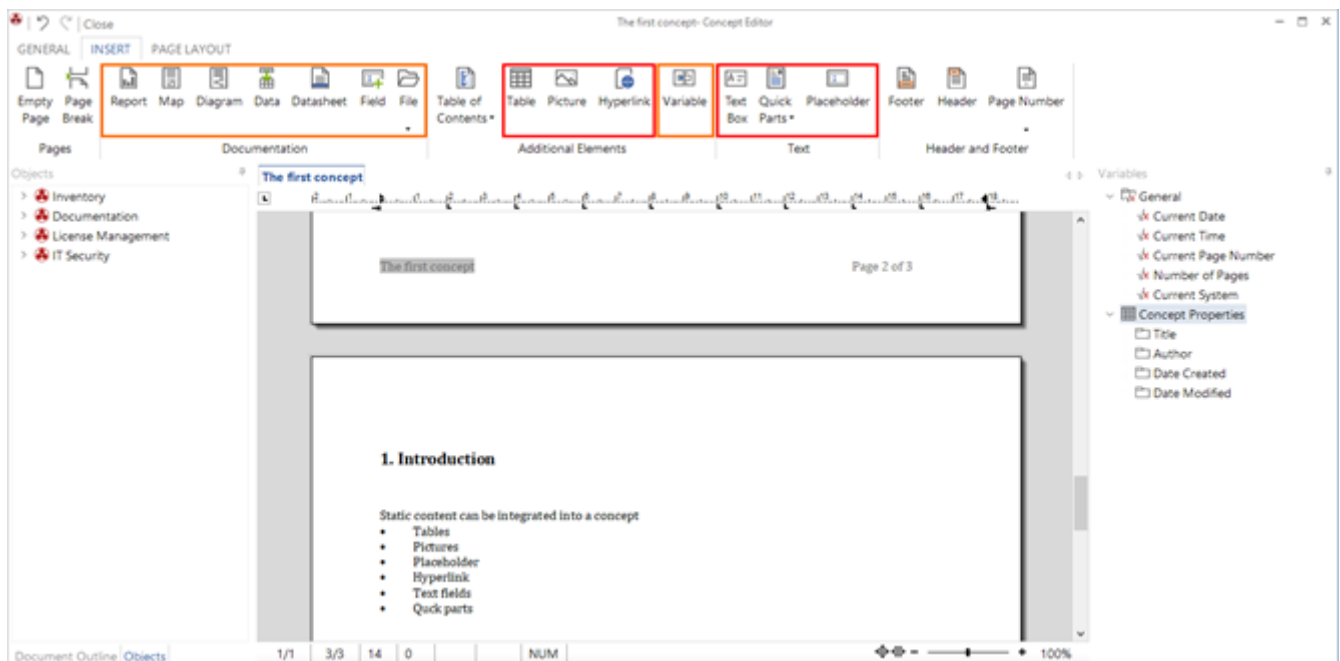 Close
The first concept- Concept Editor
GENERAL INSERT PAGE LAYOUT
Empty Page
Page Break
Report Map Diagram Data Datasheet Field File
Table of Contents
Table Picture Hyperlink Variable
Text Box
Quick Parts
Placeholder
Footer Header Page Number
Pages Documentation Additional Elements Text Header and Footer
Objects
Inventory
Documentation
License Management
IT Security
Document Outline Objects
The first concept
The first concept Page 2 of 3
1. Introduction
Static content can be integrated into a concept
• Tables
• Pictures
• Placeholder
• Hyperlink
• Text fields
• Quck parts
1/1 3/3 14 0 NUM 100%
Variables
General
Current Date
Current Time
Current Page Number
Number of Pages
Current System
Concept Properties
Title
Author
Date Created
Date Modified